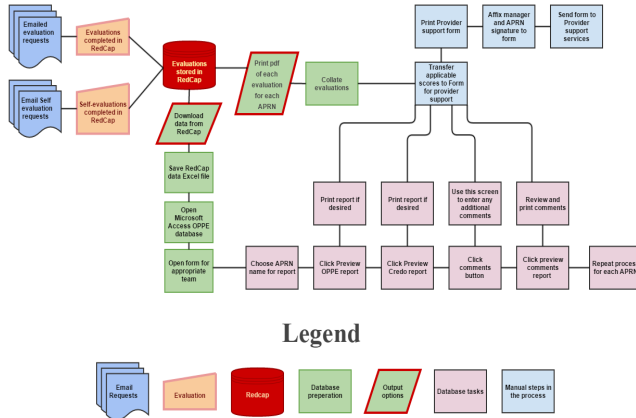 Emailed
evaluation
requests
Evaluations
completed in
RedCap
Email Self
evaluation
requests
Self-evaluations
completed in
RedCap
Evaluations
stored in
RedCap
Print pdf
of each
evaluation
for each
APRN
Collate
evaluations
Print Provider
support form
Affix manager
and APRN
signature to
form
Send form to
Provider
support
services
Transfer
applicable
scores to Form
for provider
support
Download
data from
RedCap
Save RedCap
data Excel file
Open
Microsoft
Access OPPE
database
Open form for
appropriate
team
Print report if
desired
Print report if
desired
Use this screen
to enter any
additional
comments
Review and
print comments
Choose APRN
name for report
Click Preview
OPPE report
Click Preview
Credo report
Click
comments
button
Click preview
comments
report
Repeat process
for each APRN
Legend
Email
Requests
Evaluation
Redcap
Database
preparation
Output
options
Database tasks
Manual steps in
the process